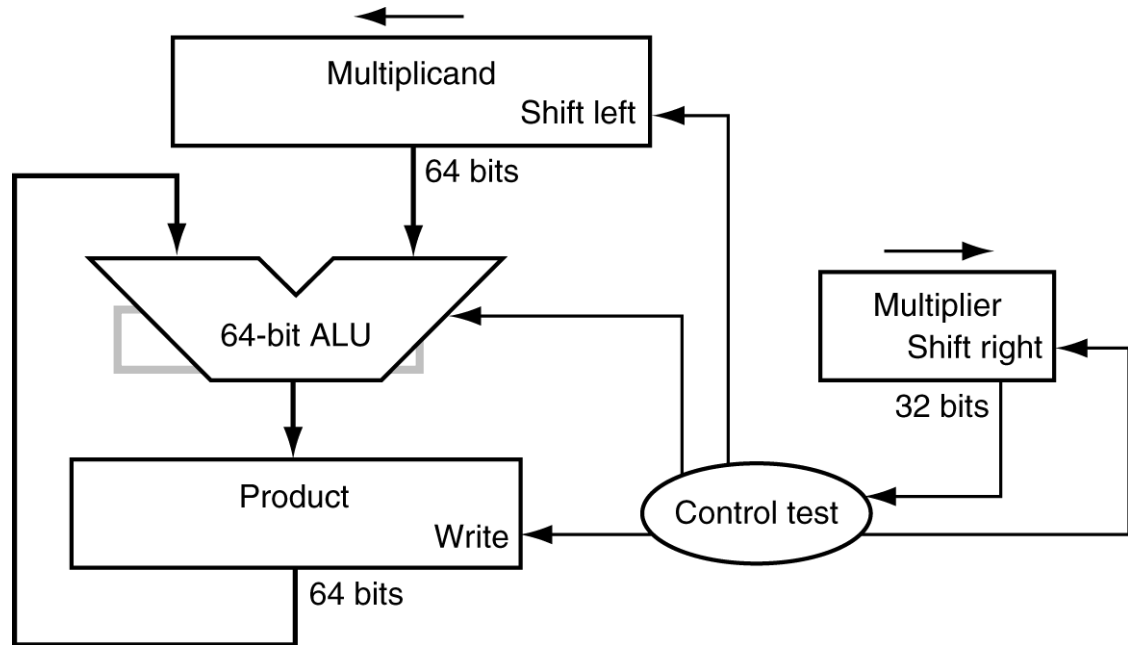 Multiplicand
Shift left
64 bits
64-bit ALU
Multiplier
Shift right
32 bits
Product
Write
Control test
64 bits